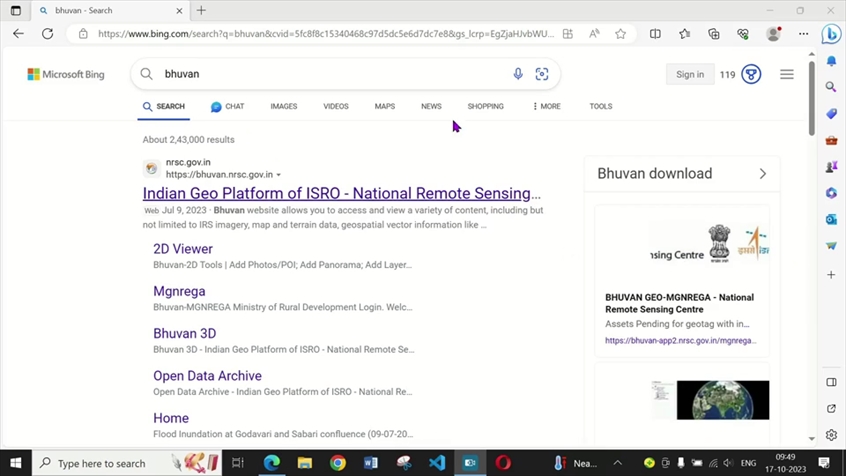 bhuvan - Search
https://www.bing.com/search?q=bhuvan&cvid=5fc8f8c15340468c97d5dc5e6d7dc7e8&gs_lcrp=EgZjaHJvbWU...
Microsoft Bing
bhuvan
Sign in
119
SEARCH
CHAT
IMAGES
VIDEOS
MAPS
NEWS
SHOPPING
MORE
TOOLS
About 2,43,000 results
nrsc.gov.in
https://bhuvan.nrsc.gov.in
Indian Geo Platform of ISRO - National Remote Sensing...
Web Jul 9, 2023 · Bhuvan website allows you to access and view a variety of content, including but
not limited to IRS imagery, map and terrain data, geospatial vector information like ...
2D Viewer
Bhuvan-2D Tools | Add Photos/POI; Add Panorama; Add Layer...
Mgnrega
Bhuvan-MGNREGA Ministry of Rural Development Login. Welc...
Bhuvan 3D
Bhuvan 3D - Indian Geo Platform of ISRO - National Remote Se...
Open Data Archive
Open Data Archive - Indian Geo Platform of ISRO - National Re...
Home
Flood Inundation at Godavari and Sabari confluence (09-07-20...
Bhuvan download
nsing Centre
BHUVAN GEO-MGNREGA - National
Remote Sensing Centre
Assets Pending for geotag with in...
https://bhuvan-app2.nrsc.gov.in/mgnrega...
Type here to search
Nea...
ENG
09:49
17-10-2023